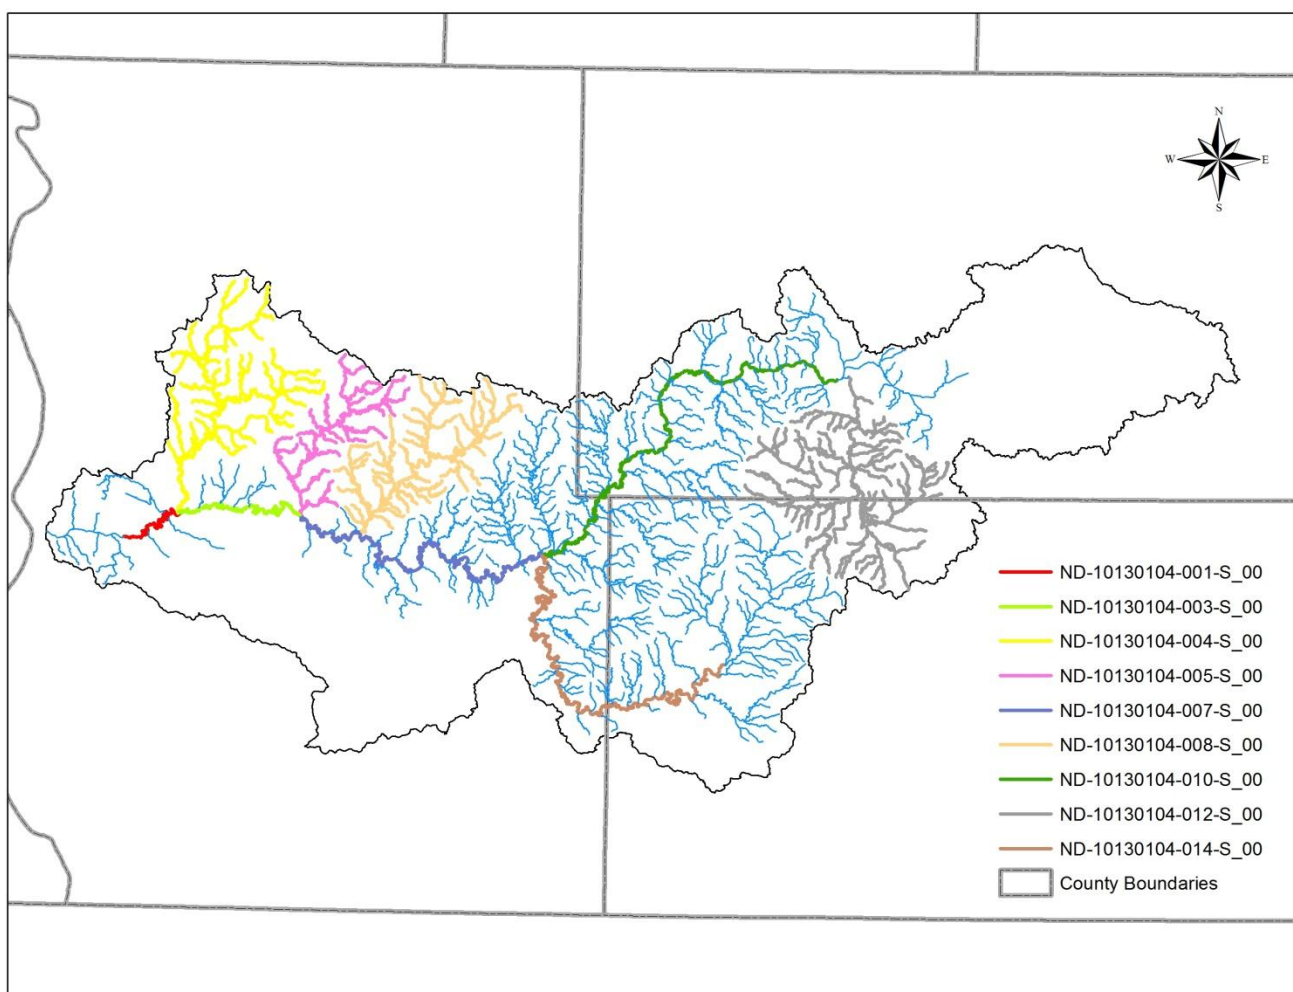 N
W
E
S
ND-10130104-001-S_00
ND-10130104-003-S_00
ND-10130104-004-S_00
ND-10130104-005-S_00
ND-10130104-007-S_00
ND-10130104-008-S_00
ND-10130104-010-S_00
ND-10130104-012-S_00
ND-10130104-014-S_00
County Boundaries